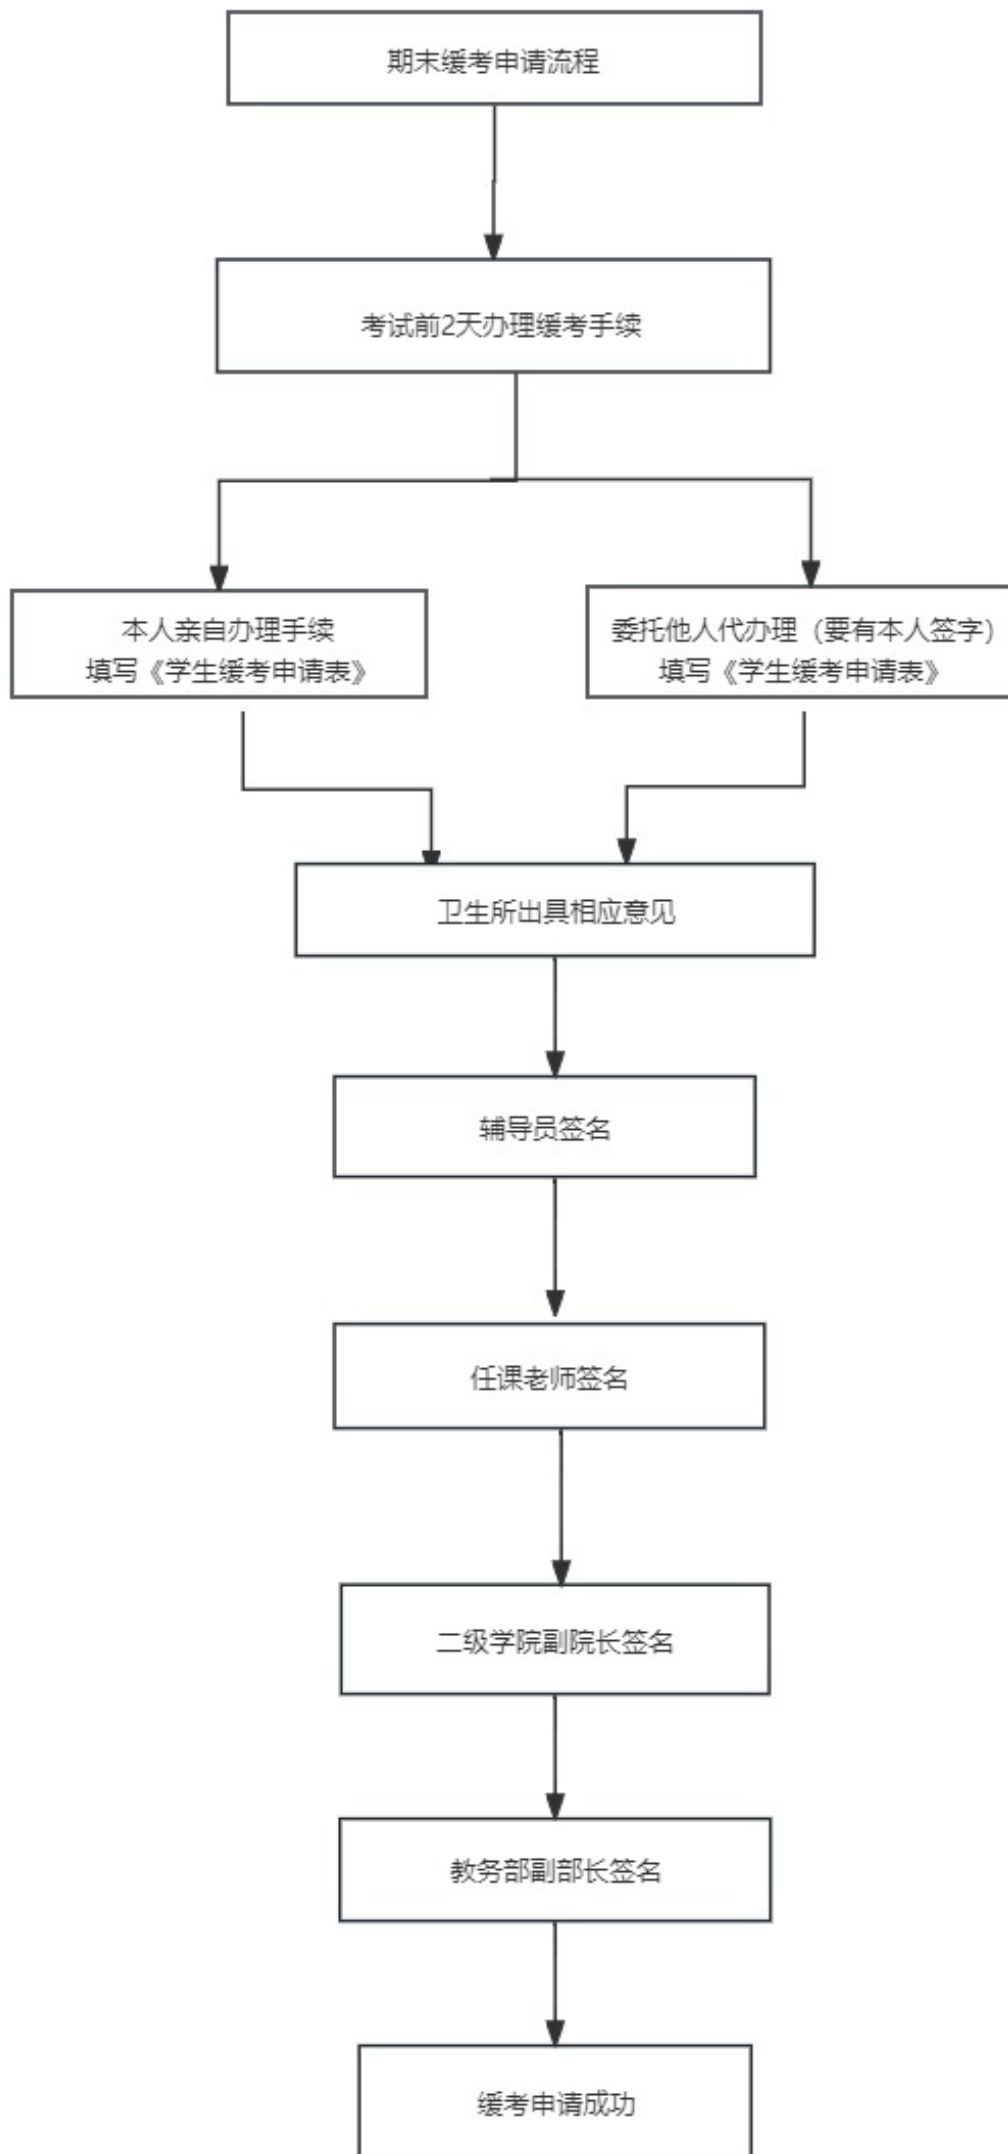 期末缓考申请流程
考试前2天办理缓考手续
本人亲自办理手续
填写《学生缓考申请表》
委托他人代办理（要有本人签字）
填写《学生缓考申请表》
卫生所出具相应意见
辅导员签名
任课老师签名
二级学院副院长签名
教务部副部长签名
缓考申请成功